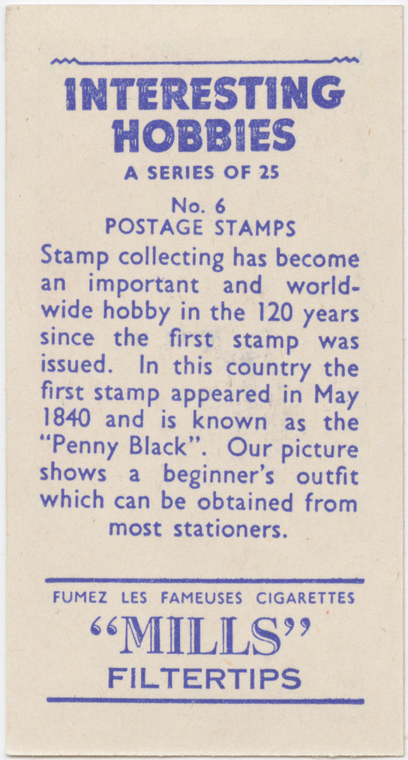 INTERESTING
HOBBIES
A SERIES OF 25
No. 6
POSTAGE STAMPS
Stamp collecting has become
an important and world-
wide hobby in the 120 years
since the first stamp was
issued. In this country the
first stamp appeared in May
1840 and is known as the
"Penny Black". Our picture
shows a beginner's outfit
which can be obtained from
most stationers.
FUMEZ LES FAMEUSES CIGARETTES
"MILLS"
FILTERTIPS